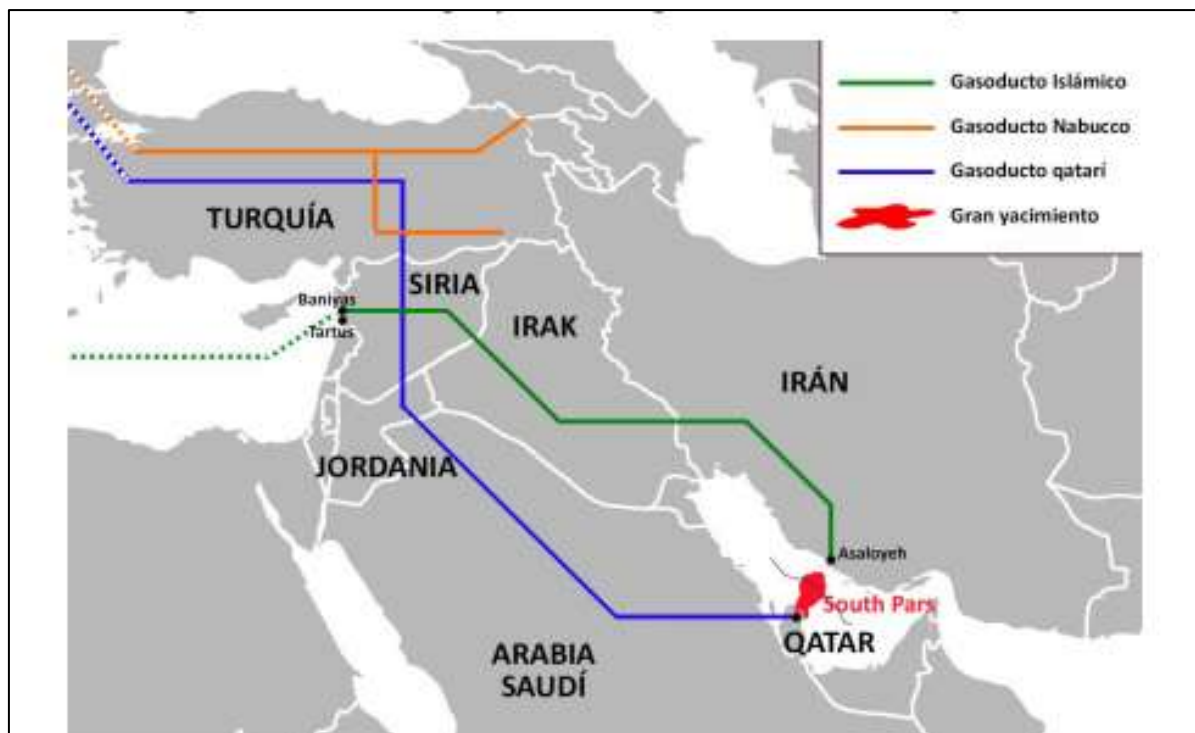 Gasoducto Islámico
Gasoducto Nabucco
Gasoducto qatarí
Gran yacimiento
TURQUÍA
SIRIA
Baniyas
Tartus
IRAK
IRÁN
JORDANIA
Asaloyeh
South Pars
QATAR
ARABIA
SAUDÍ